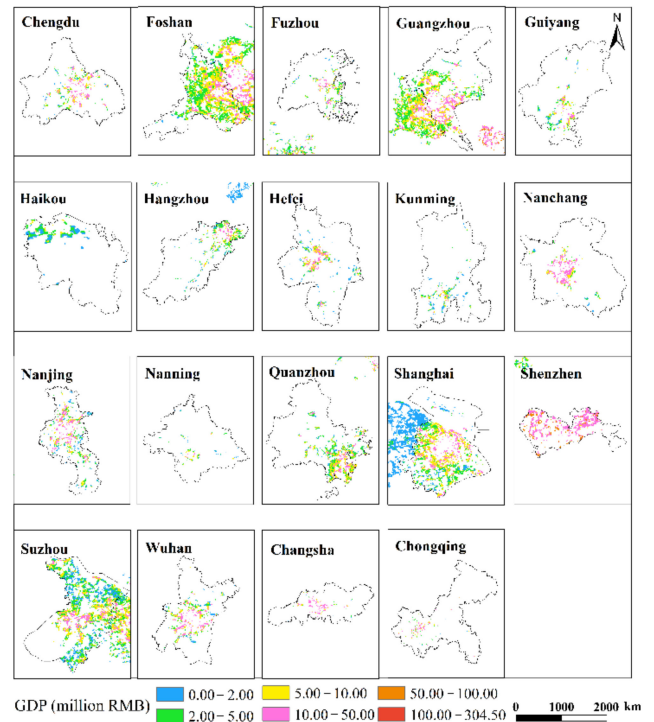 Chengdu Foshan Fuzhou Guangzhou Guiyang
N
Haikou Hangzhou Hefei Kunming Nanchang
Nanjing Nanning Quanzhou Shanghai Shenzhen
Suzhou Wuhan Changsha Chongqing
GDP (million RMB) 0.00 – 2.00 5.00 – 10.00 50.00 – 100.00
2.00 – 5.00 10.00 – 50.00 100.00 – 304.50
0 1000 2000 km